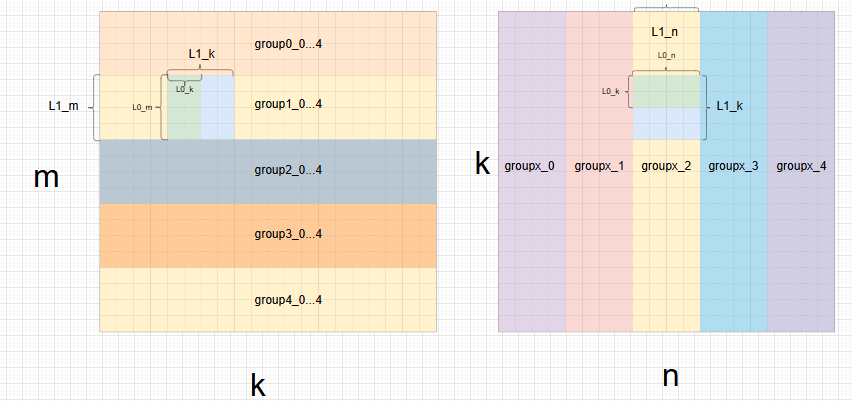 group0_0...4
L1_k
L0_k
L1_m
L0_m
group1_0...4
m
group2_0...4
group3_0...4
group4_0...4
k
L1_n
L0_n
L0_k
L1_k
k
groupx_0
groupx_1
groupx_2
groupx_3
groupx_4
n